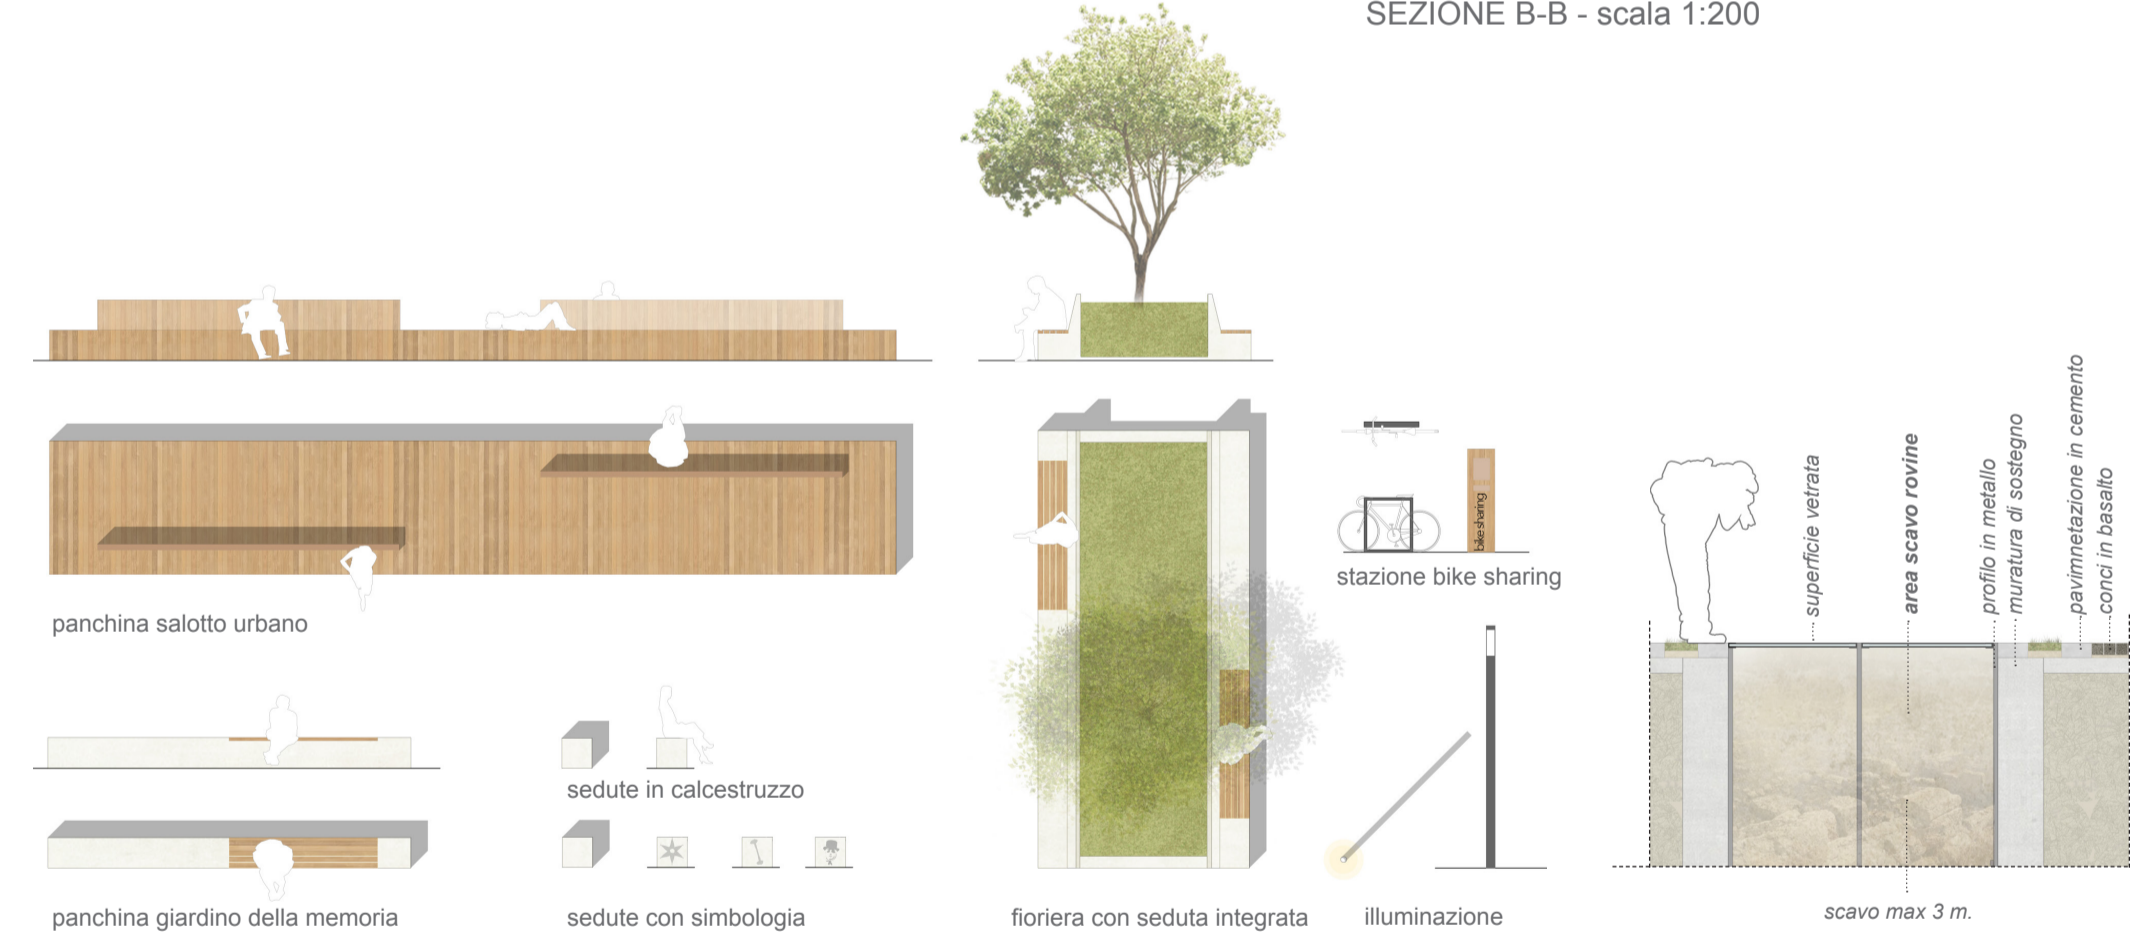 SEZIONE B-B - scala 1:200
panchina salotto urbano
bike sharing
stazione bike sharing
superficie vetrata
area scavo rovine
profilo in metallo
muratura di sostegno
pavimnetazione in cemento
conci in basalto
sedute in calcestruzzo
panchina giardino della memoria
sedute con simbologia
fioriera con seduta integrata
illuminazione
scavo max 3 m.